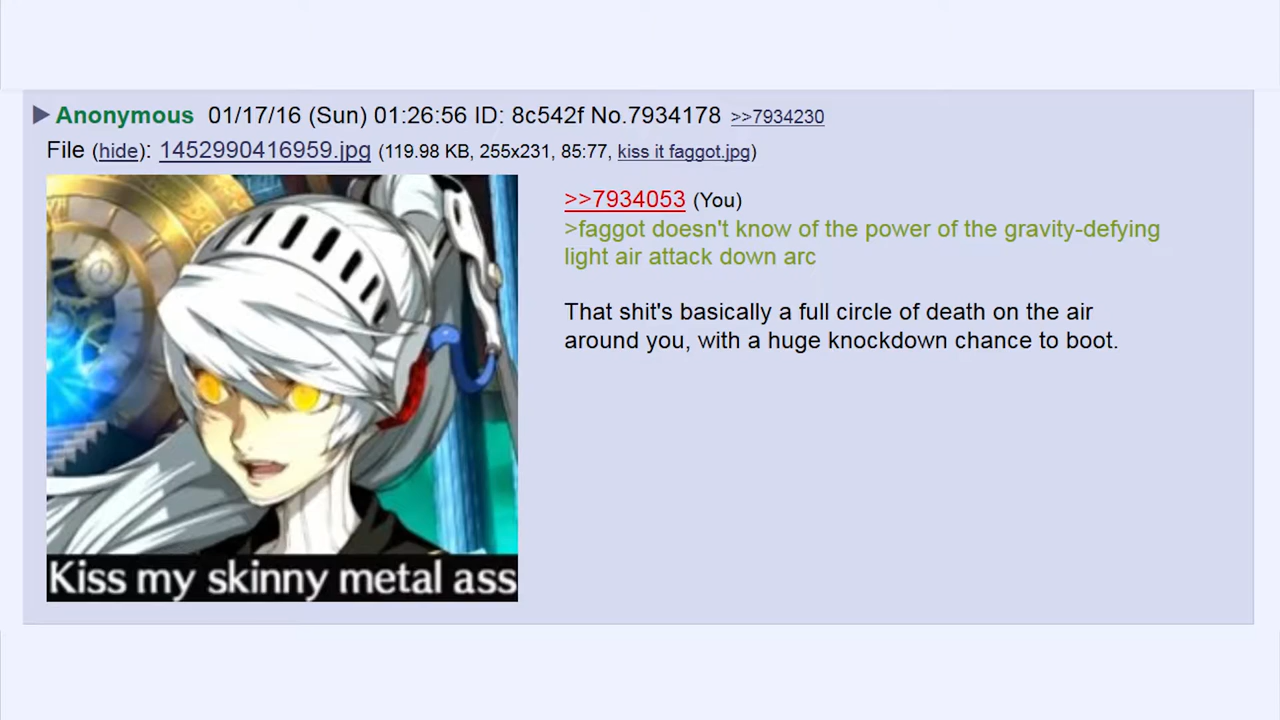 Anonymous 01/17/16 (Sun) 01:26:56 ID: 8c542f No.7934178 >>7934230
File (hide): 1452990416959.jpg (119.98 KB, 255x231, 85:77, kiss it faggot.jpg)
>>7934053 (You)
>faggot doesn't know of the power of the gravity-defying
light air attack down arc
That shit's basically a full circle of death on the air
around you, with a huge knockdown chance to boot.
Kiss my skinny metal ass